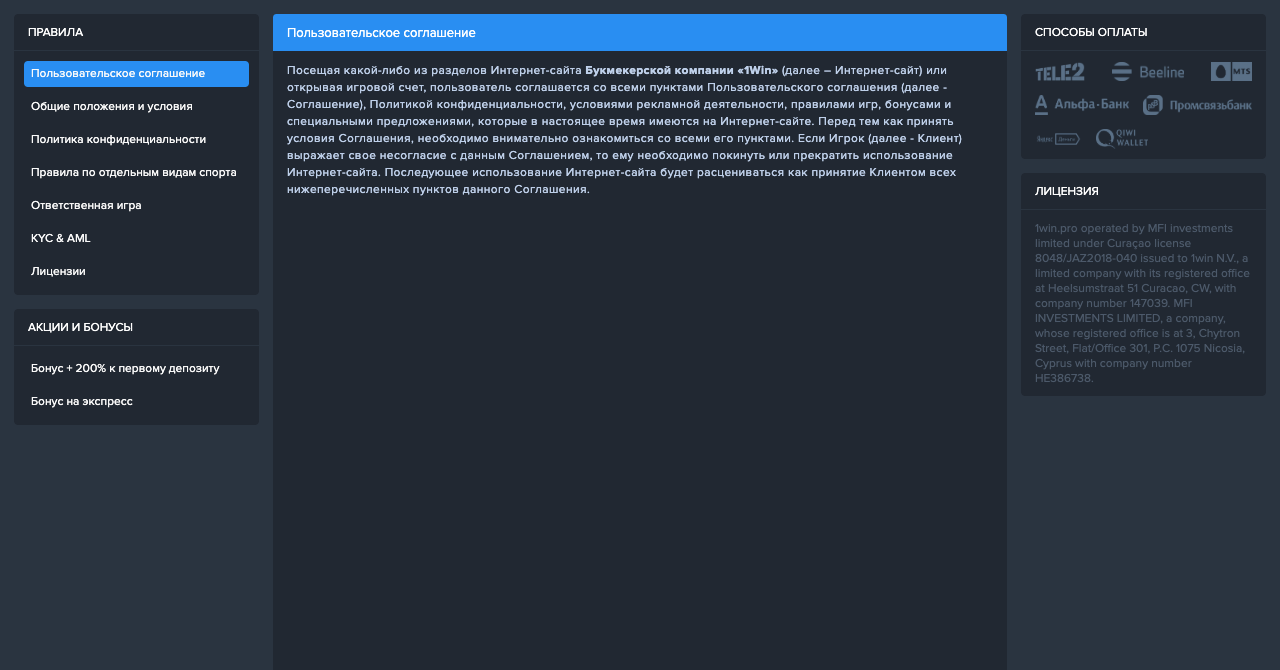 ПРАВИЛА
Пользовательское соглашение
Общие положения и условия
Политика конфиденциальности
Правила по отдельным видам спорта
Ответственная игра
KYC & AML
Лицензии
АКЦИИ И БОНУСЫ
Бонус + 200% к первому депозиту
Бонус на экспресс
Пользовательское соглашение
Посещая какой-либо из разделов Интернет-сайта Букмекерской компании «1Win» (далее – Интернет-сайт) или
открывая игровой счет, пользователь соглашается со всеми пунктами Пользовательского соглашения (далее -
Соглашение), Политикой конфиденциальности, условиями рекламной деятельности, правилами игр, бонусами и
специальными предложениями, которые в настоящее время имеются на Интернет-сайте. Перед тем как принять
условия Соглашения, необходимо внимательно ознакомиться со всеми его пунктами. Если Игрок (далее - Клиент)
выражает свое несогласие с данным Соглашением, то ему необходимо покинуть или прекратить использование
Интернет-сайта. Последующее использование Интернет-сайта будет расцениваться как принятие Клиентом всех
нижеперечисленных пунктов данного Соглашения.
СПОСОБЫ ОПЛАТЫ
TELE2 Beeline МТS
Альфа·Банк Промсвязьбанк
QIWI
WALLET
ЛИЦЕНЗИЯ
1win.pro operated by MFI investments
limited under Curaçao license
8048/JAZ2018-040 issued to 1win N.V., a
limited company with its registered office
at Heelsumstraat 51 Curacao, CW, with
company number 147039. MFI
INVESTMENTS LIMITED, a company,
whose registered office is at 3, Chytron
Street, Flat/Office 301, P.C. 1075 Nicosia,
Cyprus with company number
HE386738.